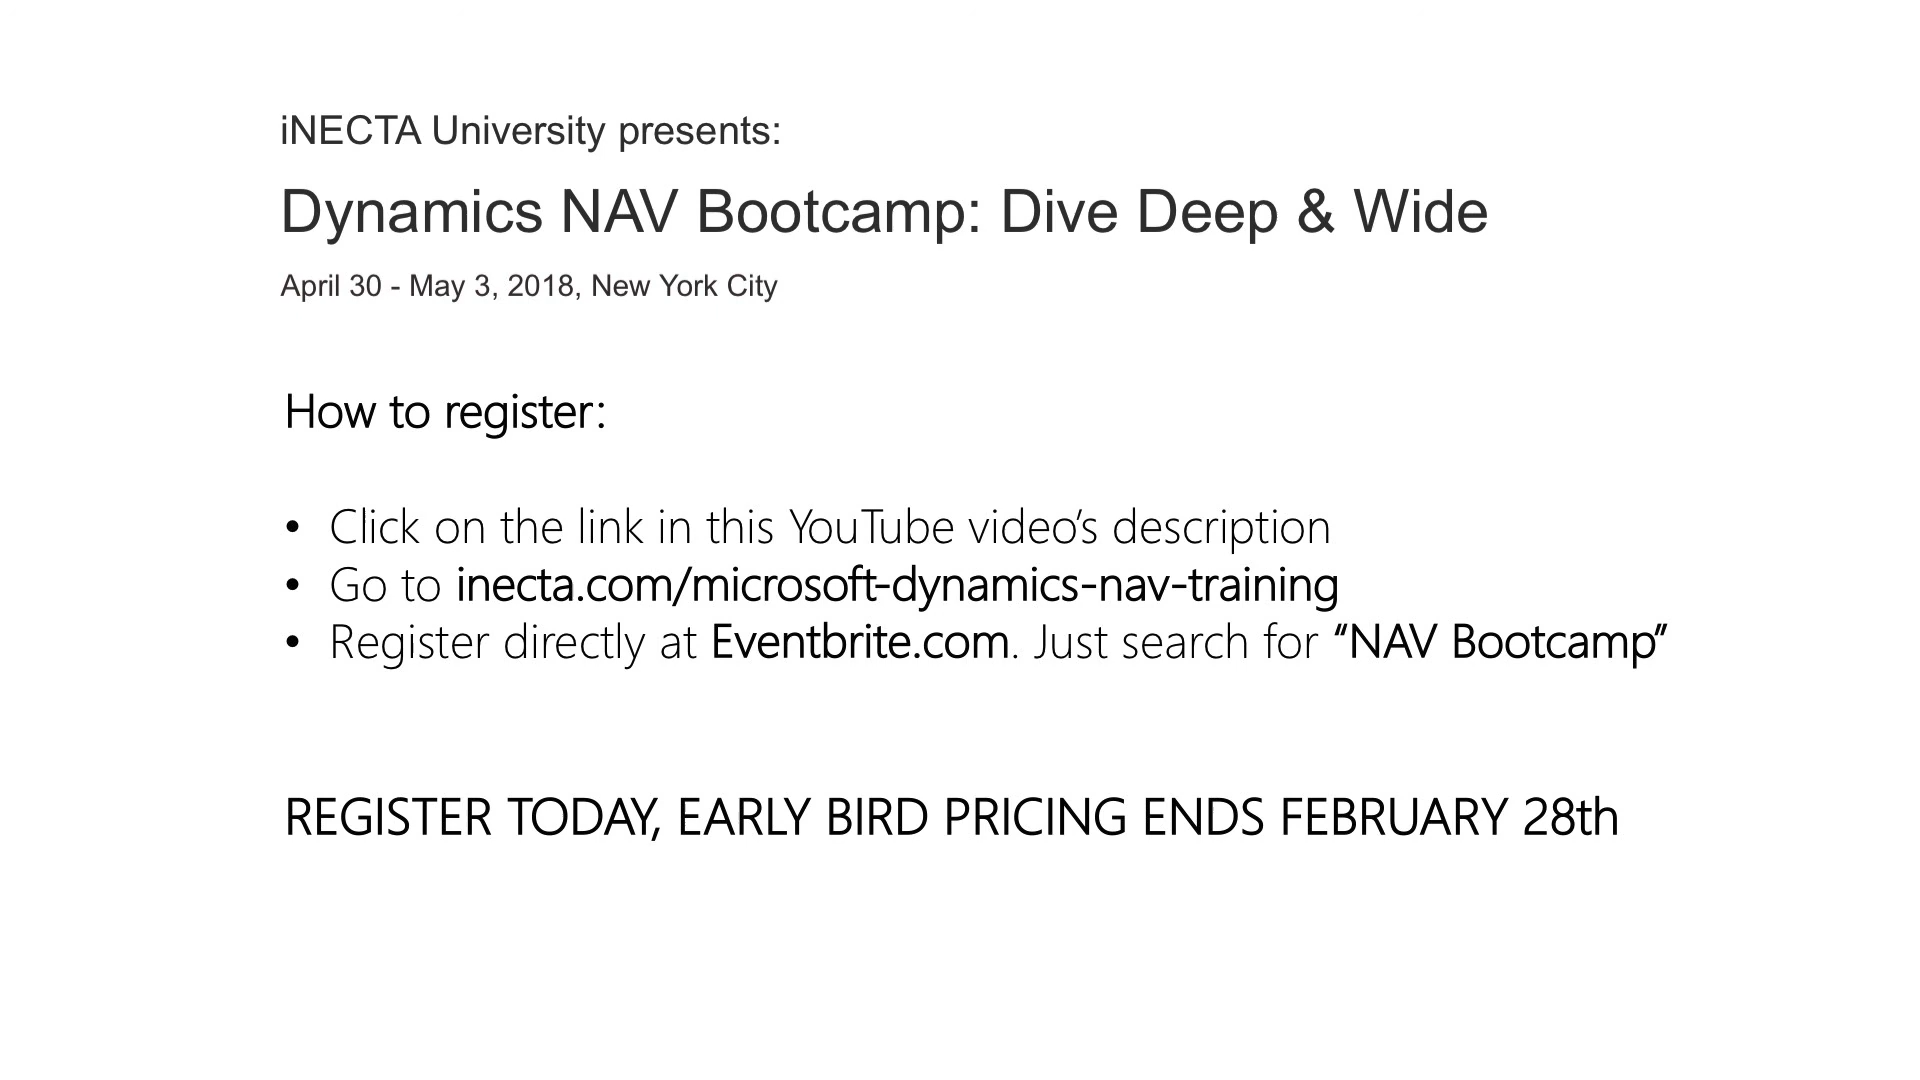 iNECTA University presents:
Dynamics NAV Bootcamp: Dive Deep & Wide
April 30 - May 3, 2018, New York City
How to register:
• Click on the link in this YouTube video’s description
• Go to inecta.com/microsoft-dynamics-nav-training
• Register directly at Eventbrite.com. Just search for “NAV Bootcamp”
REGISTER TODAY, EARLY BIRD PRICING ENDS FEBRUARY 28th